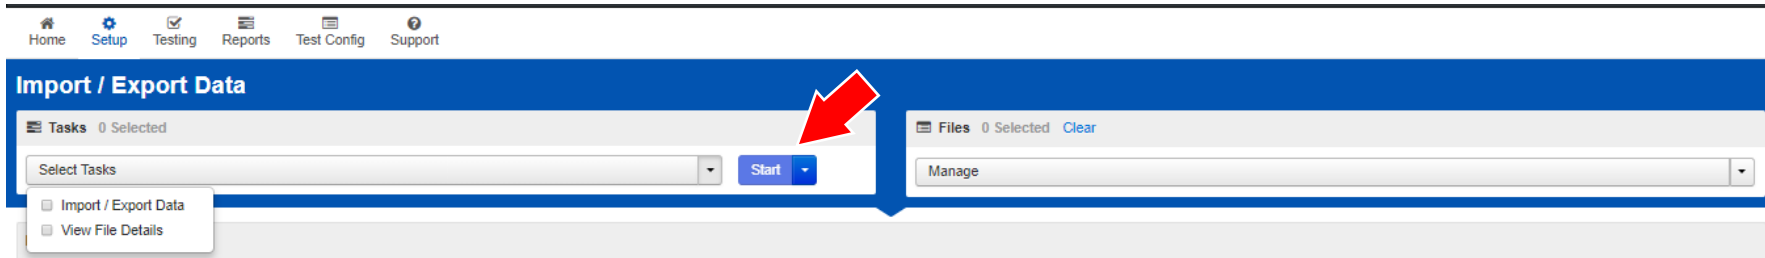 Home Setup Testing Reports Test Config Support
Import / Export Data
Tasks 0 Selected
Select Tasks Start
Import / Export Data
View File Details
Files 0 Selected Clear
Manage